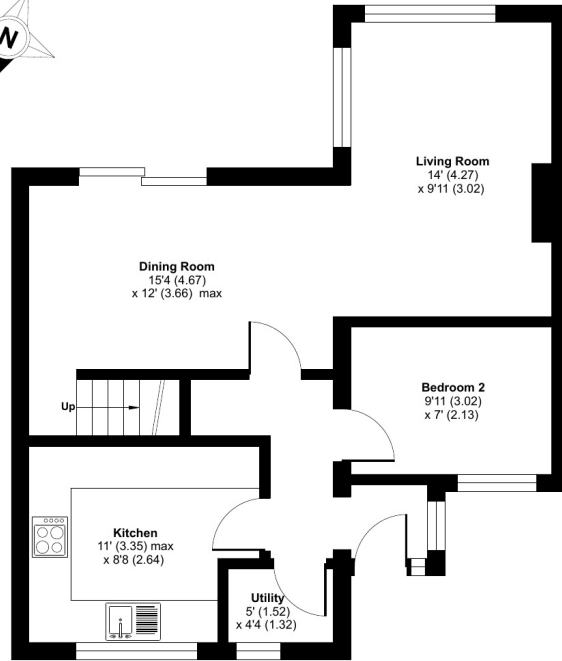 N
Living Room
14' (4.27)
x 9'11 (3.02)
Dining Room
15'4 (4.67)
x 12' (3.66) max
Up
Bedroom 2
9'11 (3.02)
x 7' (2.13)
Kitchen
11' (3.35) max
x 8'8 (2.64)
Utility
5' (1.52)
x 4'4 (1.32)